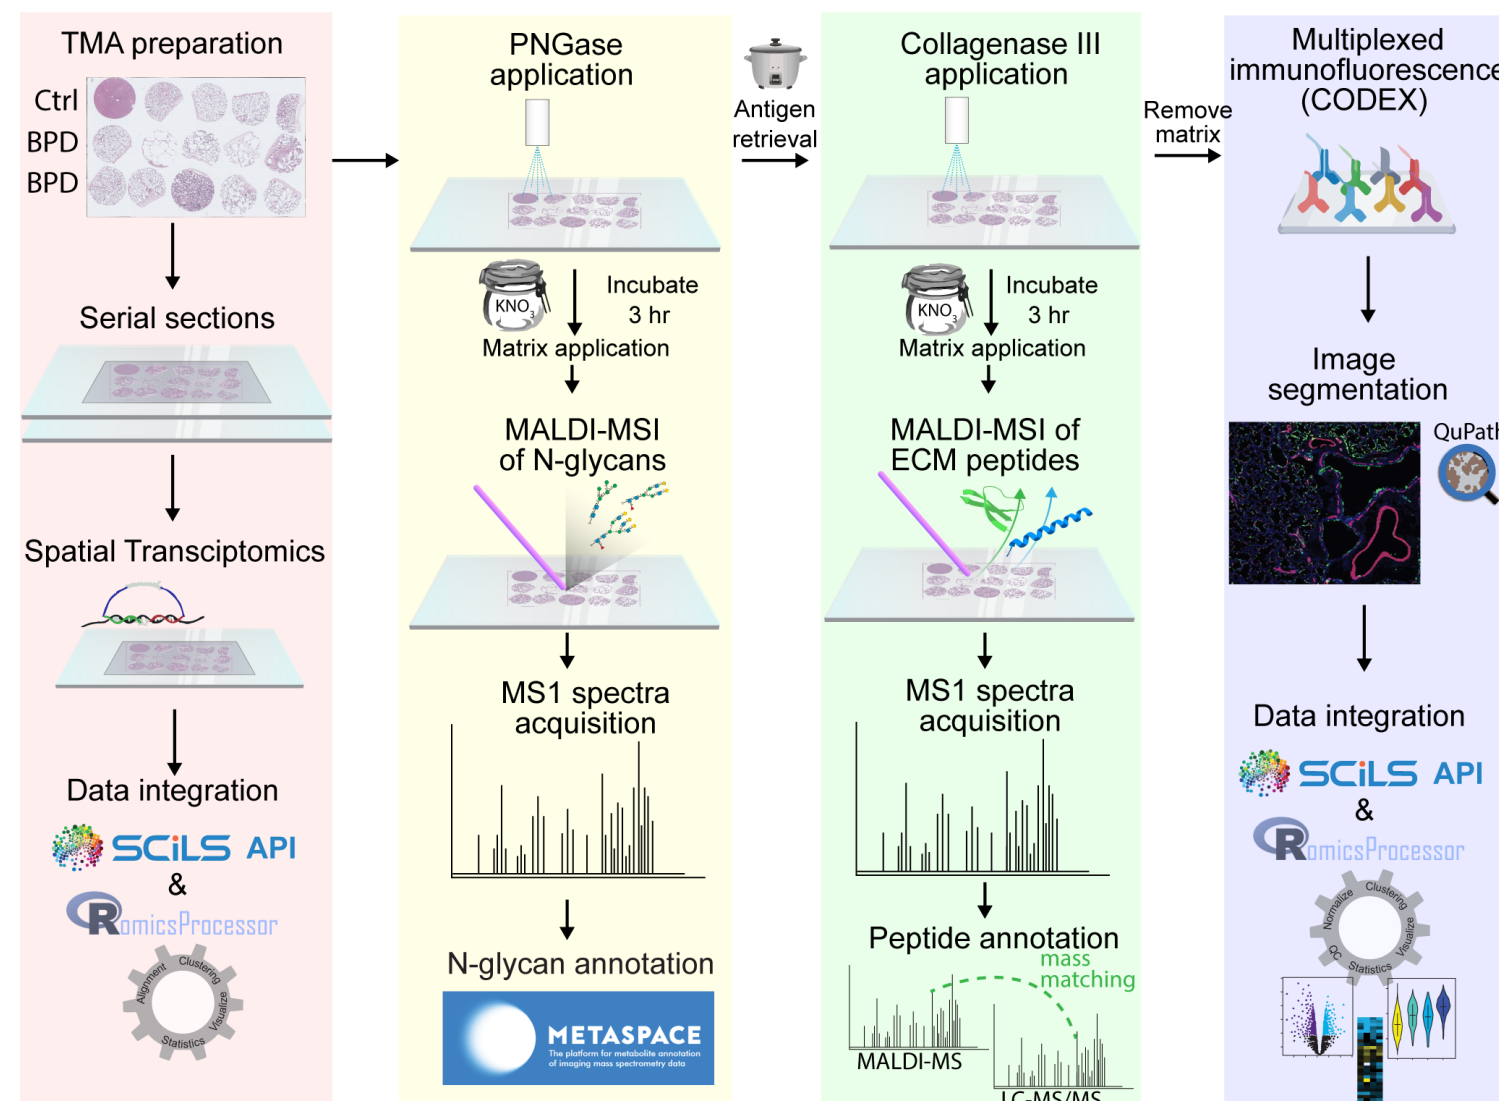 TMA preparation
Ctrl
BPD
BPD
Serial sections
Spatial Transciptomics
Data integration
SCiLS API
&
RomicsProcessor
Alignment
Clustering
Visualize
Statistics
PNGase
application
KNO3
Incubate
3 hr
Matrix application
MALDI-MSI
of N-glycans
MS1 spectra
acquisition
N-glycan annotation
METASPACE
The platform for metabolite annotation
of imaging mass spectrometry data
Antigen
retrieval
Collagenase III
application
KNO3
Incubate
3 hr
Matrix application
MALDI-MSI of
ECM peptides
MS1 spectra
acquisition
Peptide annotation
mass
matching
MALDI-MS
LC-MS/MS
Remove
matrix
Multiplexed
immunofluorescence
(CODEX)
Image
segmentation
QuPath
Data integration
SCiLS API
&
RomicsProcessor
Normalize
Clustering
Visualize
Statistics
QC